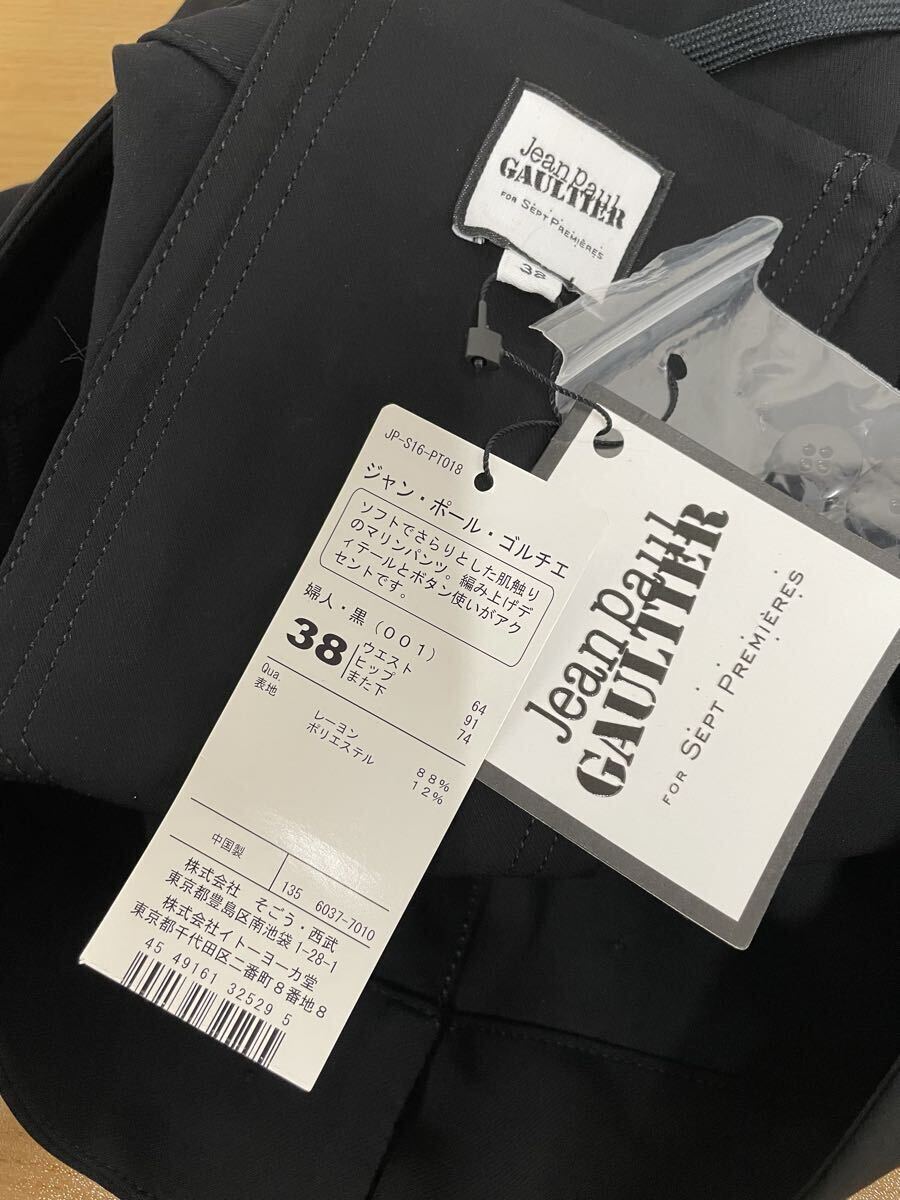 Jean Paul
GAULTIER
FOR SEPT PREMIÈRES
38
JP-S16-PT018
ジャン・ポール・ゴルチエ
ソフトでさらりとした肌触り
のマリンパンツ。編み上げデ
ィテールとボタン使いがアク
セントです。
婦人・黒(001)
38
ウエスト 64
ヒップ 91
また下 74
Qua.
表地
レーヨン 88%
ポリエステル 12%
中国製
135 6037-7010
株式会社 そごう・西武
東京都豊島区南池袋1-28-1
株式会社イトーヨーカ堂
東京都千代田区二番町8番地8
45 49161 32529 5
Jean Paul
GAULTIER
FOR SEPT PREMIÈRES